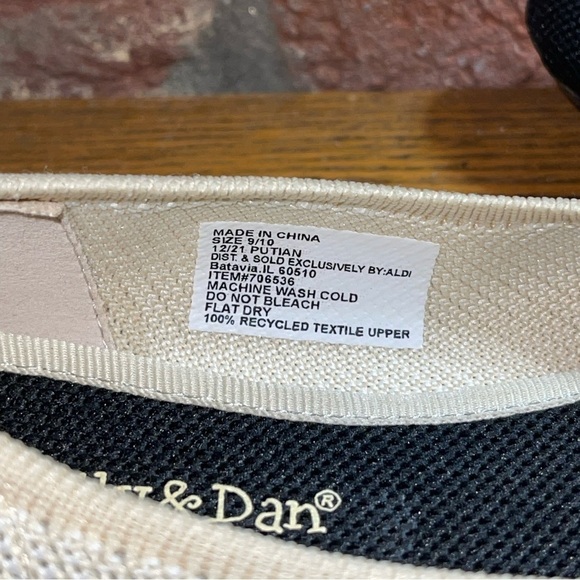 MADE IN CHINA
SIZE 9/10
12/21 PUTIAN
DIST. & SOLD EXCLUSIVELY BY:ALDI
Batavia.IL 60510
ITEM#706536
MACHINE WASH COLD
DO NOT BLEACH
FLAT DRY
100% RECYCLED TEXTILE UPPER
& Dan®